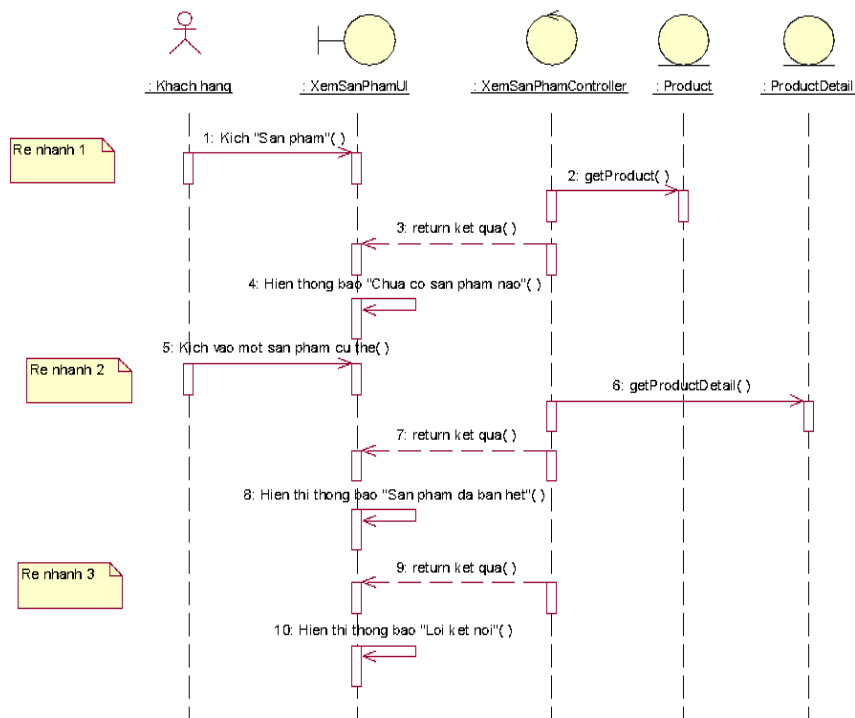 : Khach hang
: XemSanPhamUI
: XemSanPhamController
: Product
: ProductDetail
Re nhanh 1
1: Kich "San pham"( )
2: getProduct( )
3: return ket qua( )
4: Hien thong bao "Chua co san pham nao"( )
Re nhanh 2
5: Kich vao mot san pham cu the( )
6: getProductDetail( )
7: return ket qua( )
8: Hien thi thong bao "San pham da ban het"( )
Re nhanh 3
9: return ket qua( )
10: Hien thi thong bao "Loi ket noi"( )